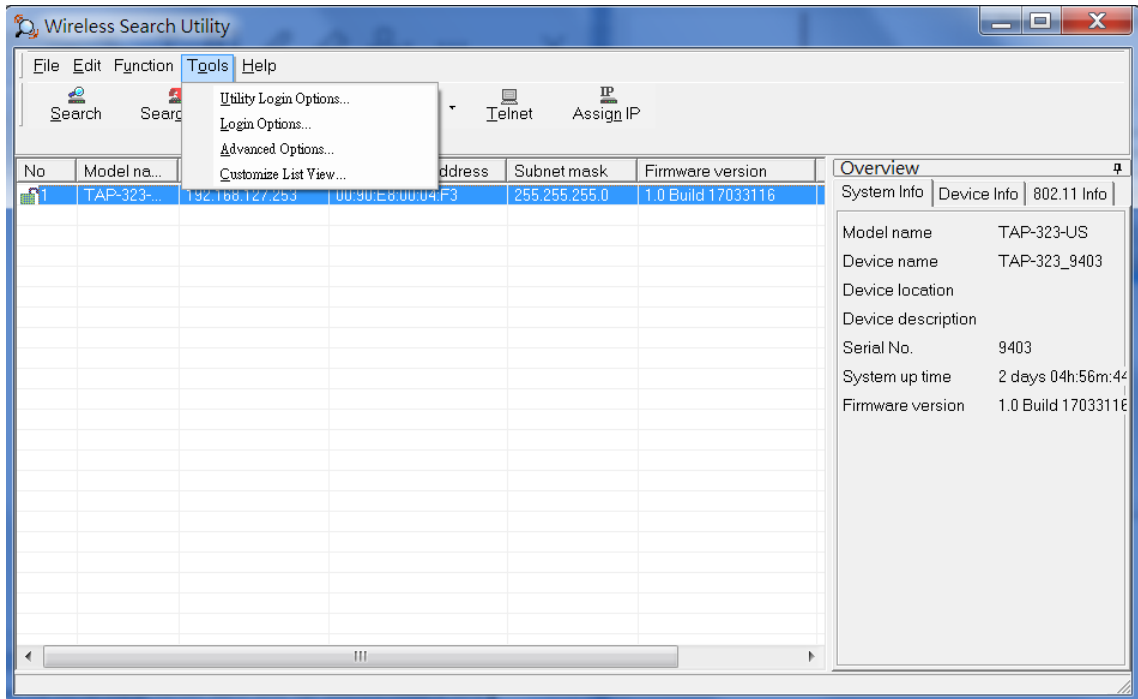 Wireless Search Utility
File Edit Function Tools Help
Search Searc Telnet Assign IP
Utility Login Options...
Login Options...
Advanced Options...
Customize List View...
No Model na... ddress Subnet mask Firmware version
1 TAP-323-... 192.168.127.253 00:90:E8:00:04:F3 255.255.255.0 1.0 Build 17033116
Overview
System Info Device Info 802.11 Info
Model name TAP-323-US
Device name TAP-323_9403
Device location
Device description
Serial No. 9403
System up time 2 days 04h:56m:44
Firmware version 1.0 Build 17033116